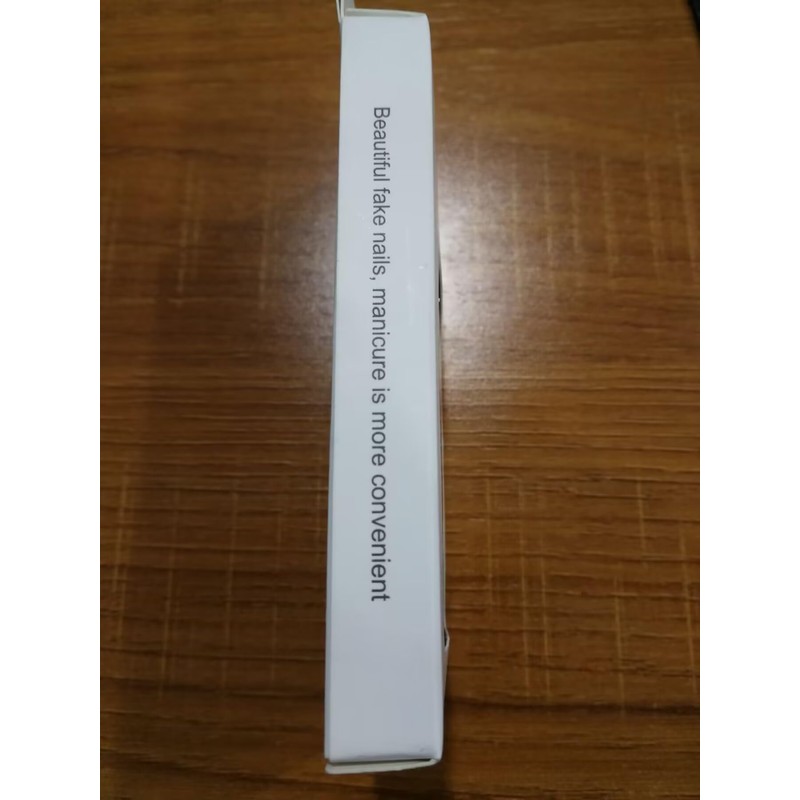 Beautiful fake nails, manicure is more convenient